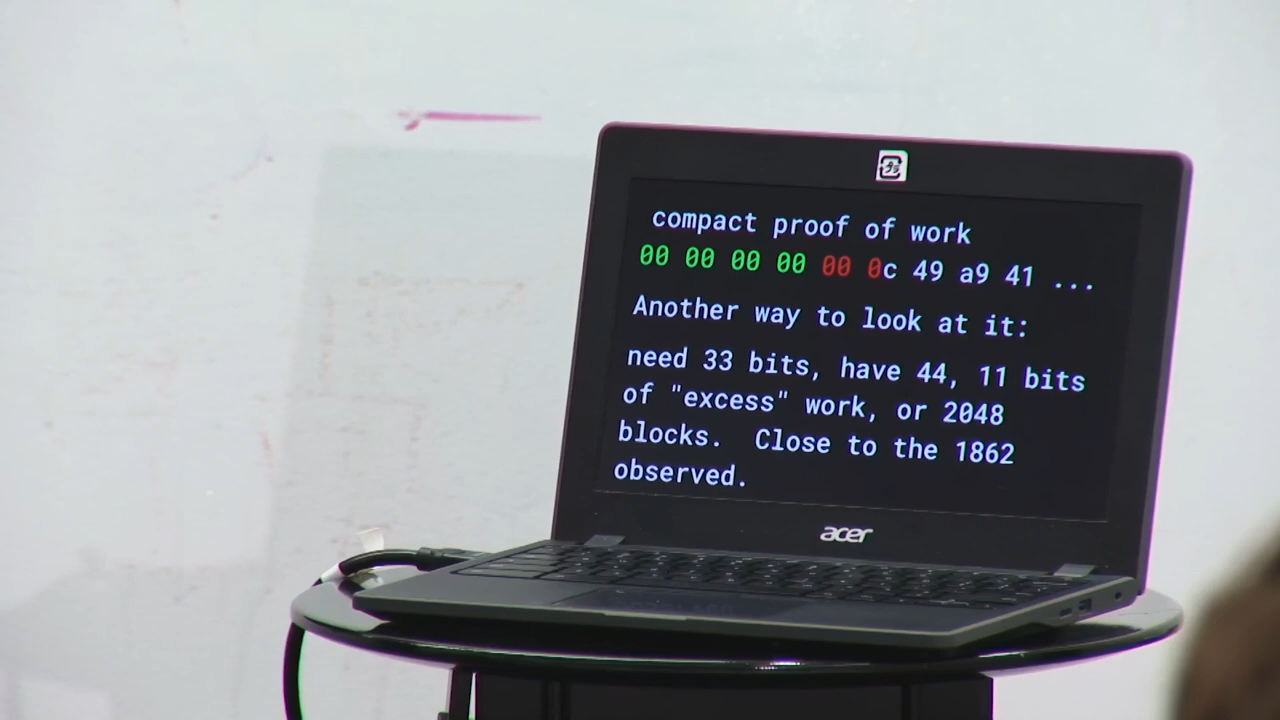 compact proof of work
00 00 00 00 00 0c 49 a9 41 ...
Another way to look at it:
need 33 bits, have 44, 11 bits
of "excess" work, or 2048
blocks.  Close to the 1862
observed.
acer